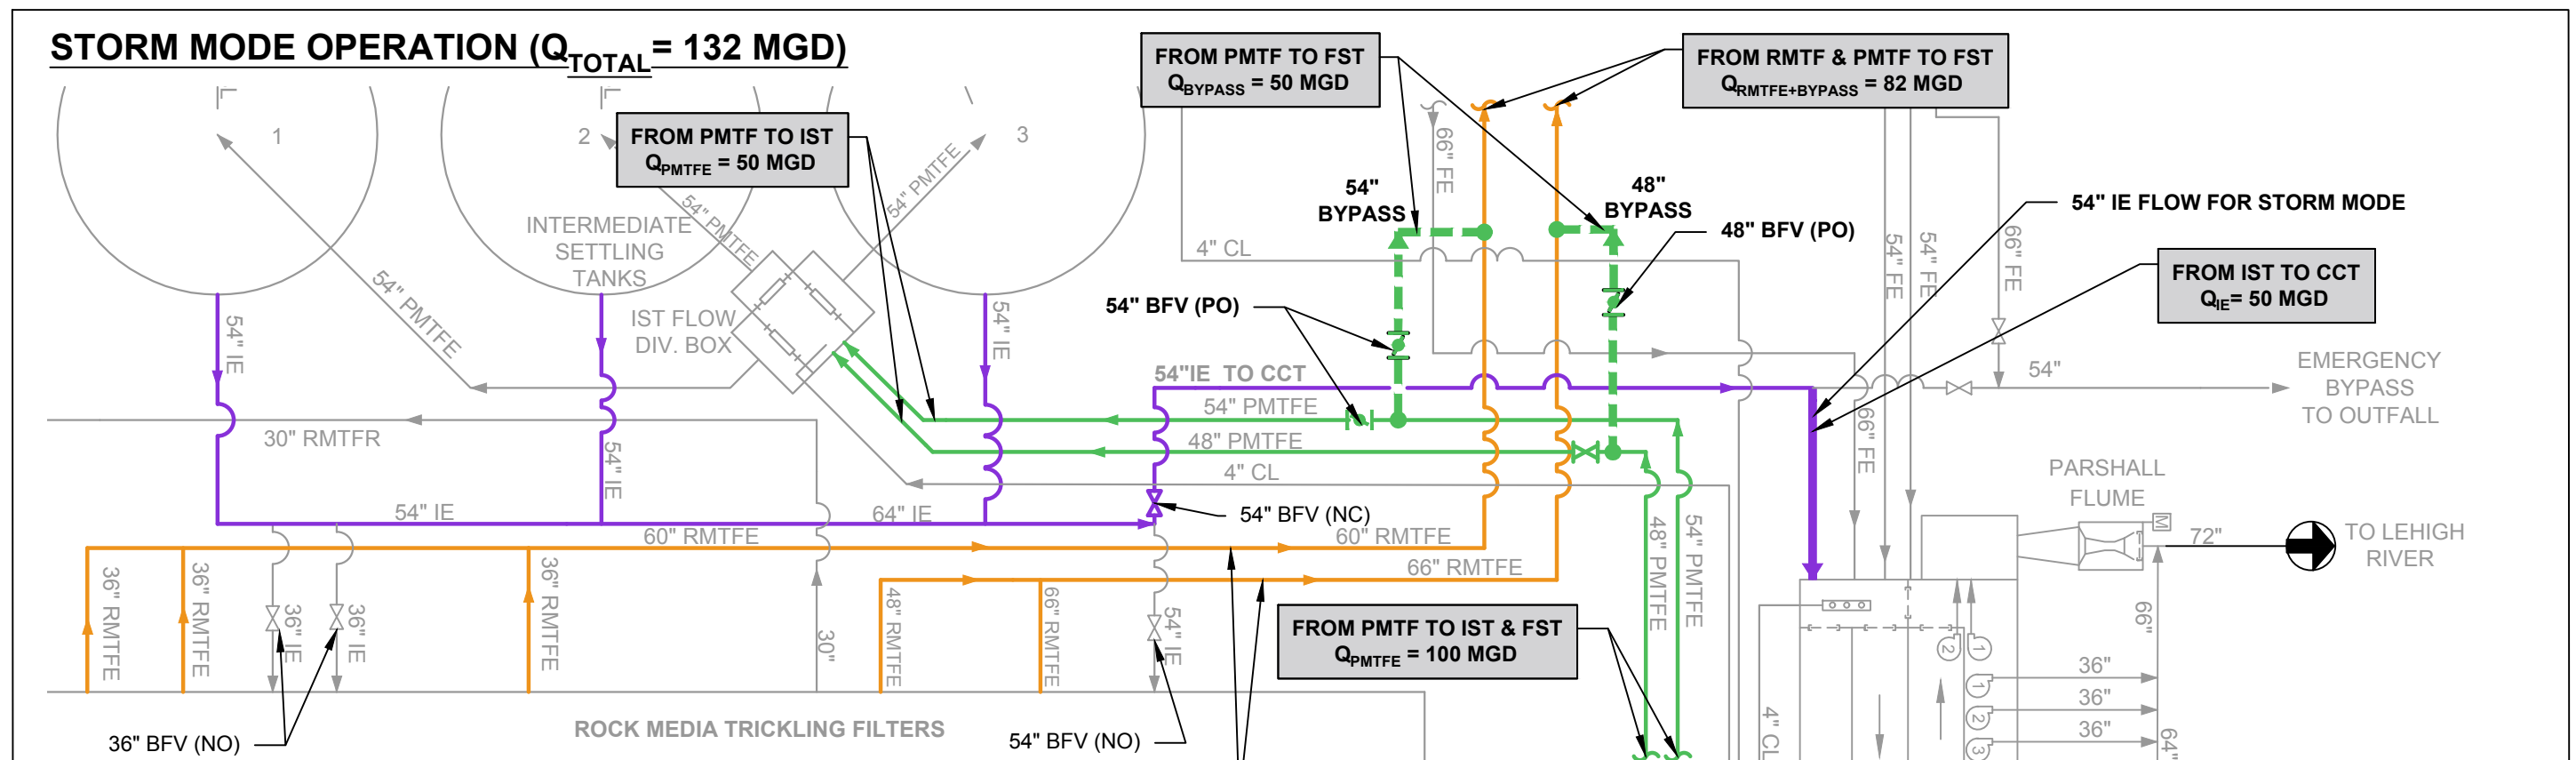 STORM MODE OPERATION (QTOTAL = 132 MGD)
FROM PMTF TO FST
QBYPASS = 50 MGD
FROM RMTF & PMTF TO FST
QRMTFE+BYPASS = 82 MGD
FROM PMTF TO IST
QPMTFE = 50 MGD
1
2
3
54" PMTFE
54" PMTFE
54" PMTFE
INTERMEDIATE
SETTLING
TANKS
IST FLOW
DIV. BOX
66" FE
54"
BYPASS
48"
BYPASS
48" BFV (PO)
54" BFV (PO)
4" CL
54" FE
54" FE
66" FE
54" IE FLOW FOR STORM MODE
FROM IST TO CCT
QIE= 50 MGD
54" IE
54" IE
54"IE TO CCT
54" PMTFE
48" PMTFE
4" CL
54"
EMERGENCY
BYPASS
TO OUTFALL
30" RMTFR
54" IE
66" FE
PARSHALL
FLUME
M
72"
TO LEHIGH
RIVER
54" IE
64" IE
54" BFV (NC)
60" RMTFE
60" RMTFE
66" RMTFE
48" PMTFE
54" PMTFE
36" RMTFE
36" RMTFE
36" IE
36" IE
36" RMTFE
30"
48" RMTFE
66" RMTFE
54" IE
FROM PMTF TO IST & FST
QPMTFE = 100 MGD
2
1
66"
1
36"
2
36"
3
36"
64"
4" CL
36" BFV (NO)
ROCK MEDIA TRICKLING FILTERS
54" BFV (NO)